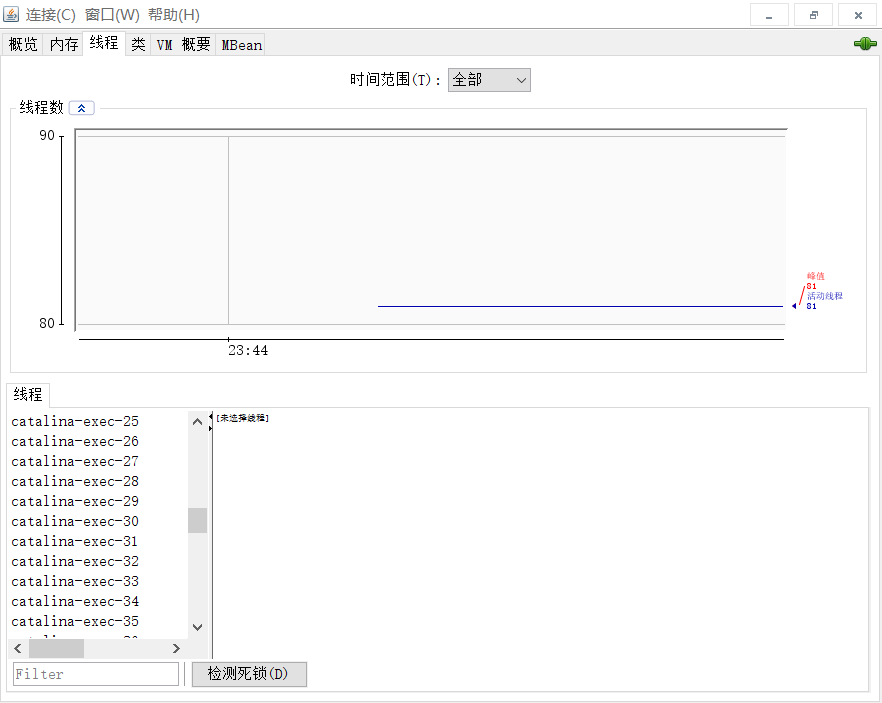 连接(C) 窗口(W) 帮助(H)
概览 内存 线程 类 VM 概要 MBean
时间范围(T): 全部
线程数
90
80
23:44
峰值
81
活动线程
81
线程
[未选择线程]
catalina-exec-25
catalina-exec-26
catalina-exec-27
catalina-exec-28
catalina-exec-29
catalina-exec-30
catalina-exec-31
catalina-exec-32
catalina-exec-33
catalina-exec-34
catalina-exec-35
Filter
检测死锁(D)